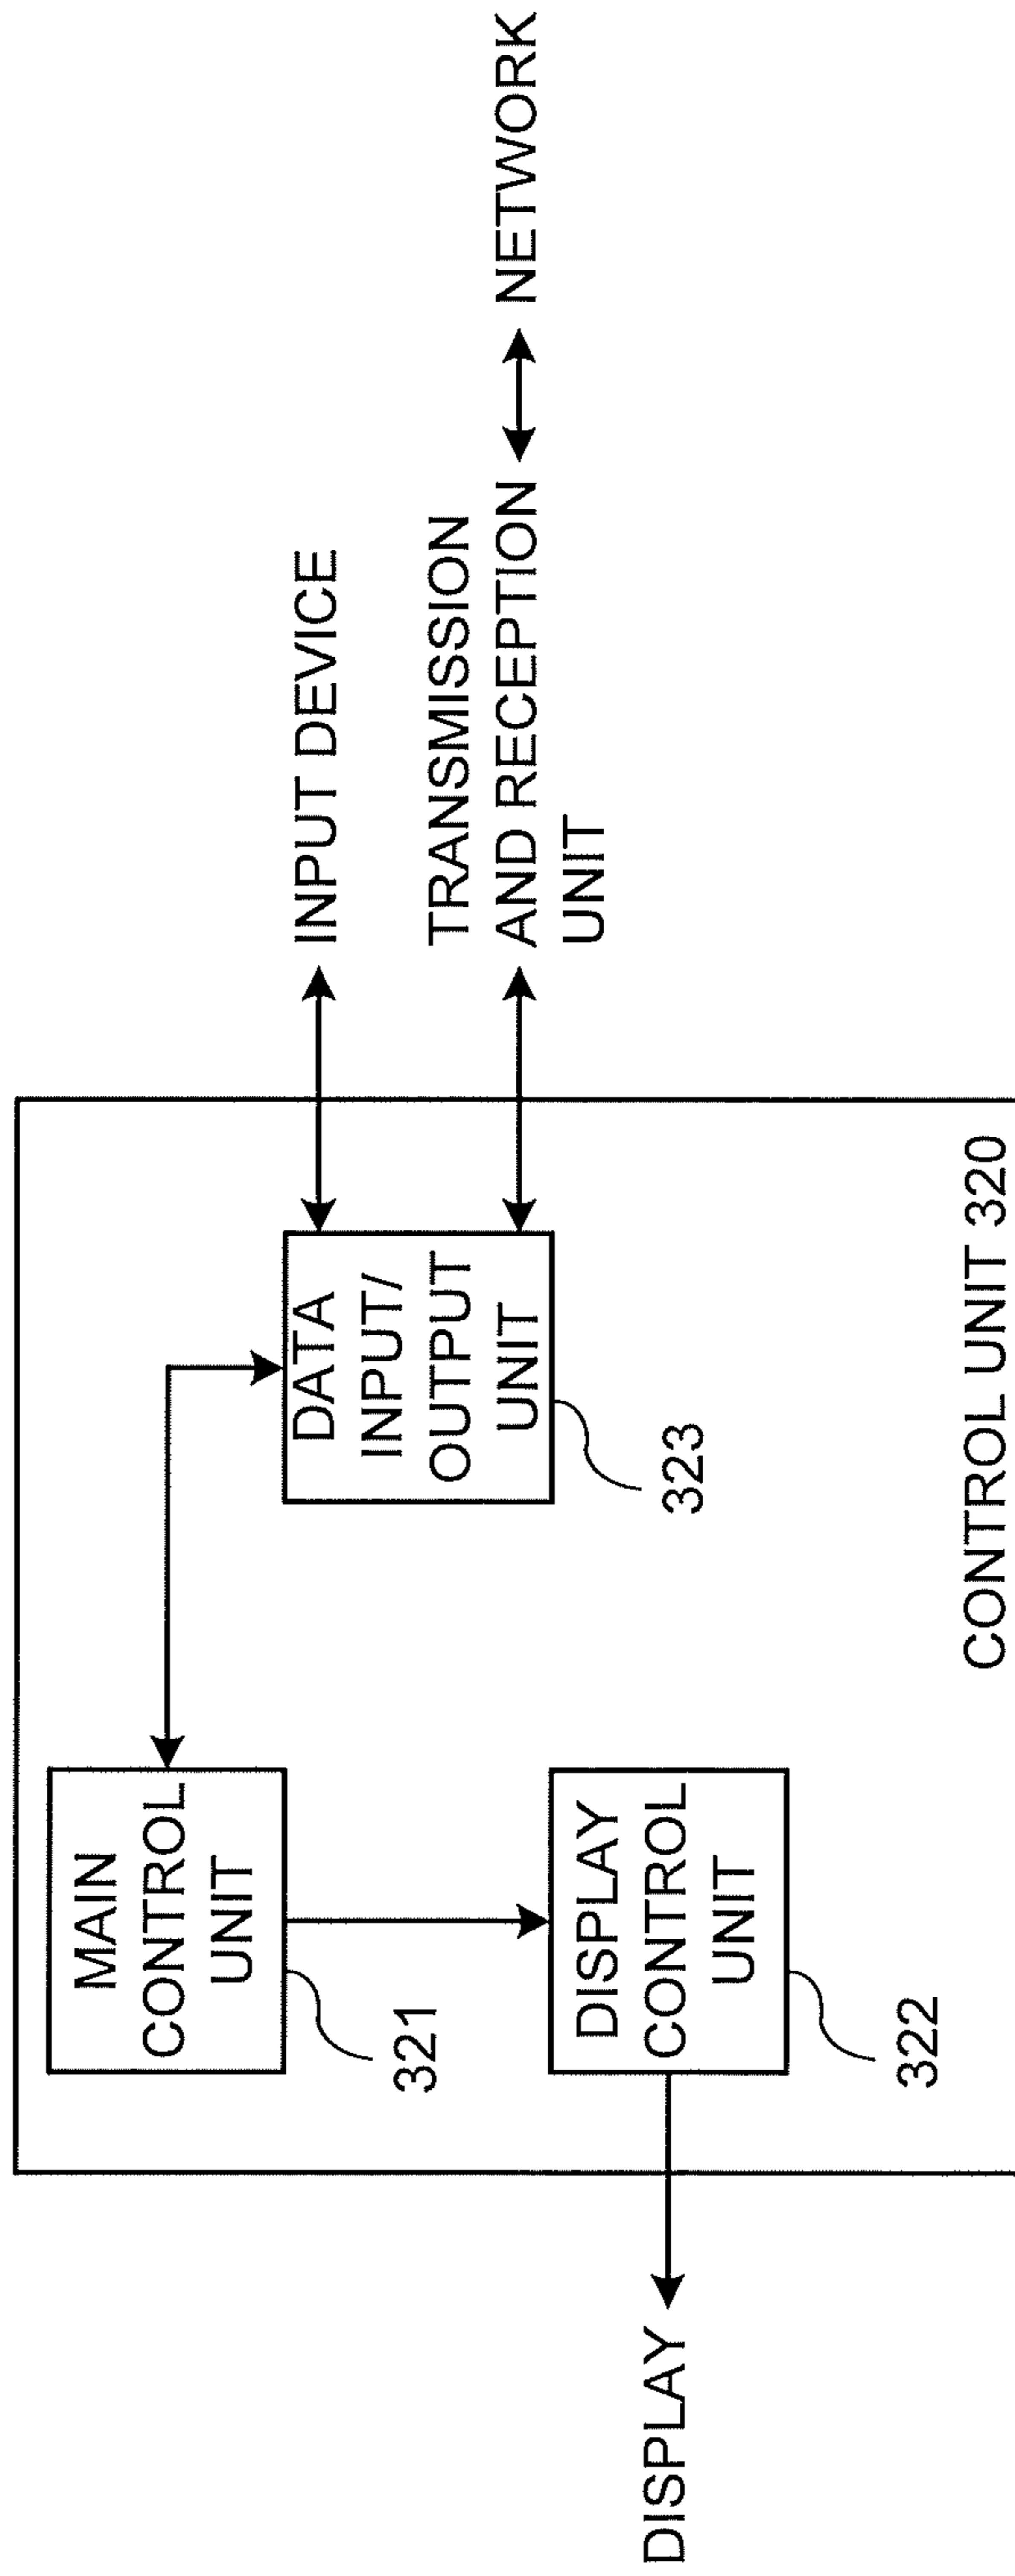 MAIN
CONTROL
UNIT
321
DATA
INPUT/
OUTPUT
UNIT
323
INPUT DEVICE
TRANSMISSION
AND RECEPTION
UNIT
NETWORK
DISPLAY
DISPLAY
CONTROL
UNIT
322
CONTROL UNIT 320